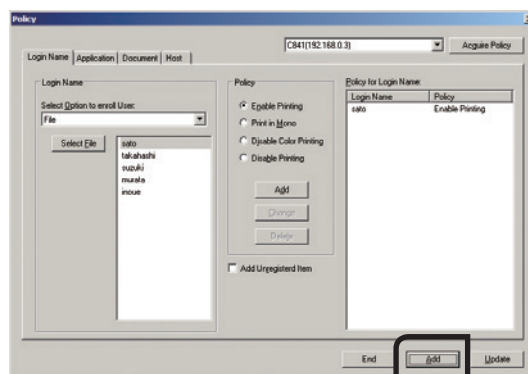 Policy
C841(192.168.0.3)
Acquire Policy
Login Name
Application
Document
Host
Login Name
Select Option to enroll User:
File
Select File
sato
takahashi
suzuki
murata
inoue
Policy
Enable Printing
Print in Mono
Disable Color Printing
Disable Printing
Add
Change
Delete
Add Unregisterd Item
Policy for Login Name:
Login Name Policy
sato Enable Printing
End
Add
Update